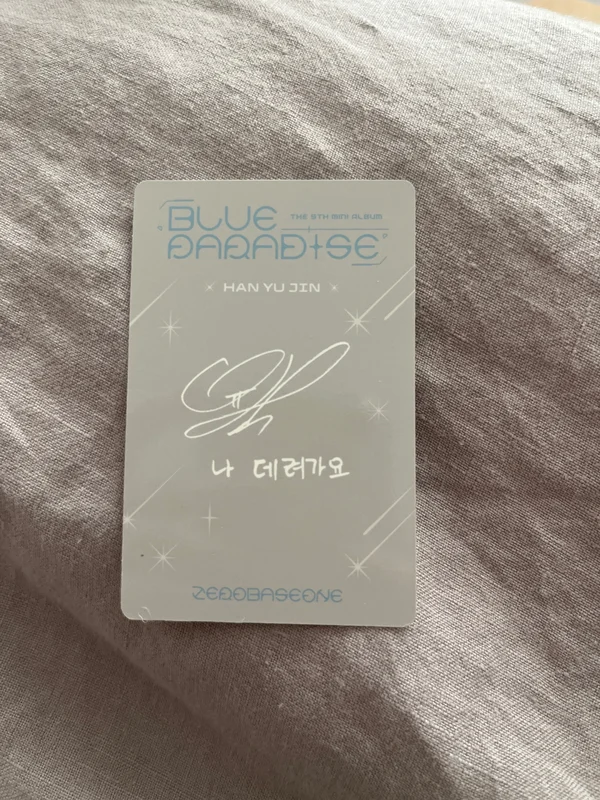 BLUE
THE 5TH MINI ALBUM
PARADISE
HAN YU JIN
나 데려가요
ZEROBASEONE